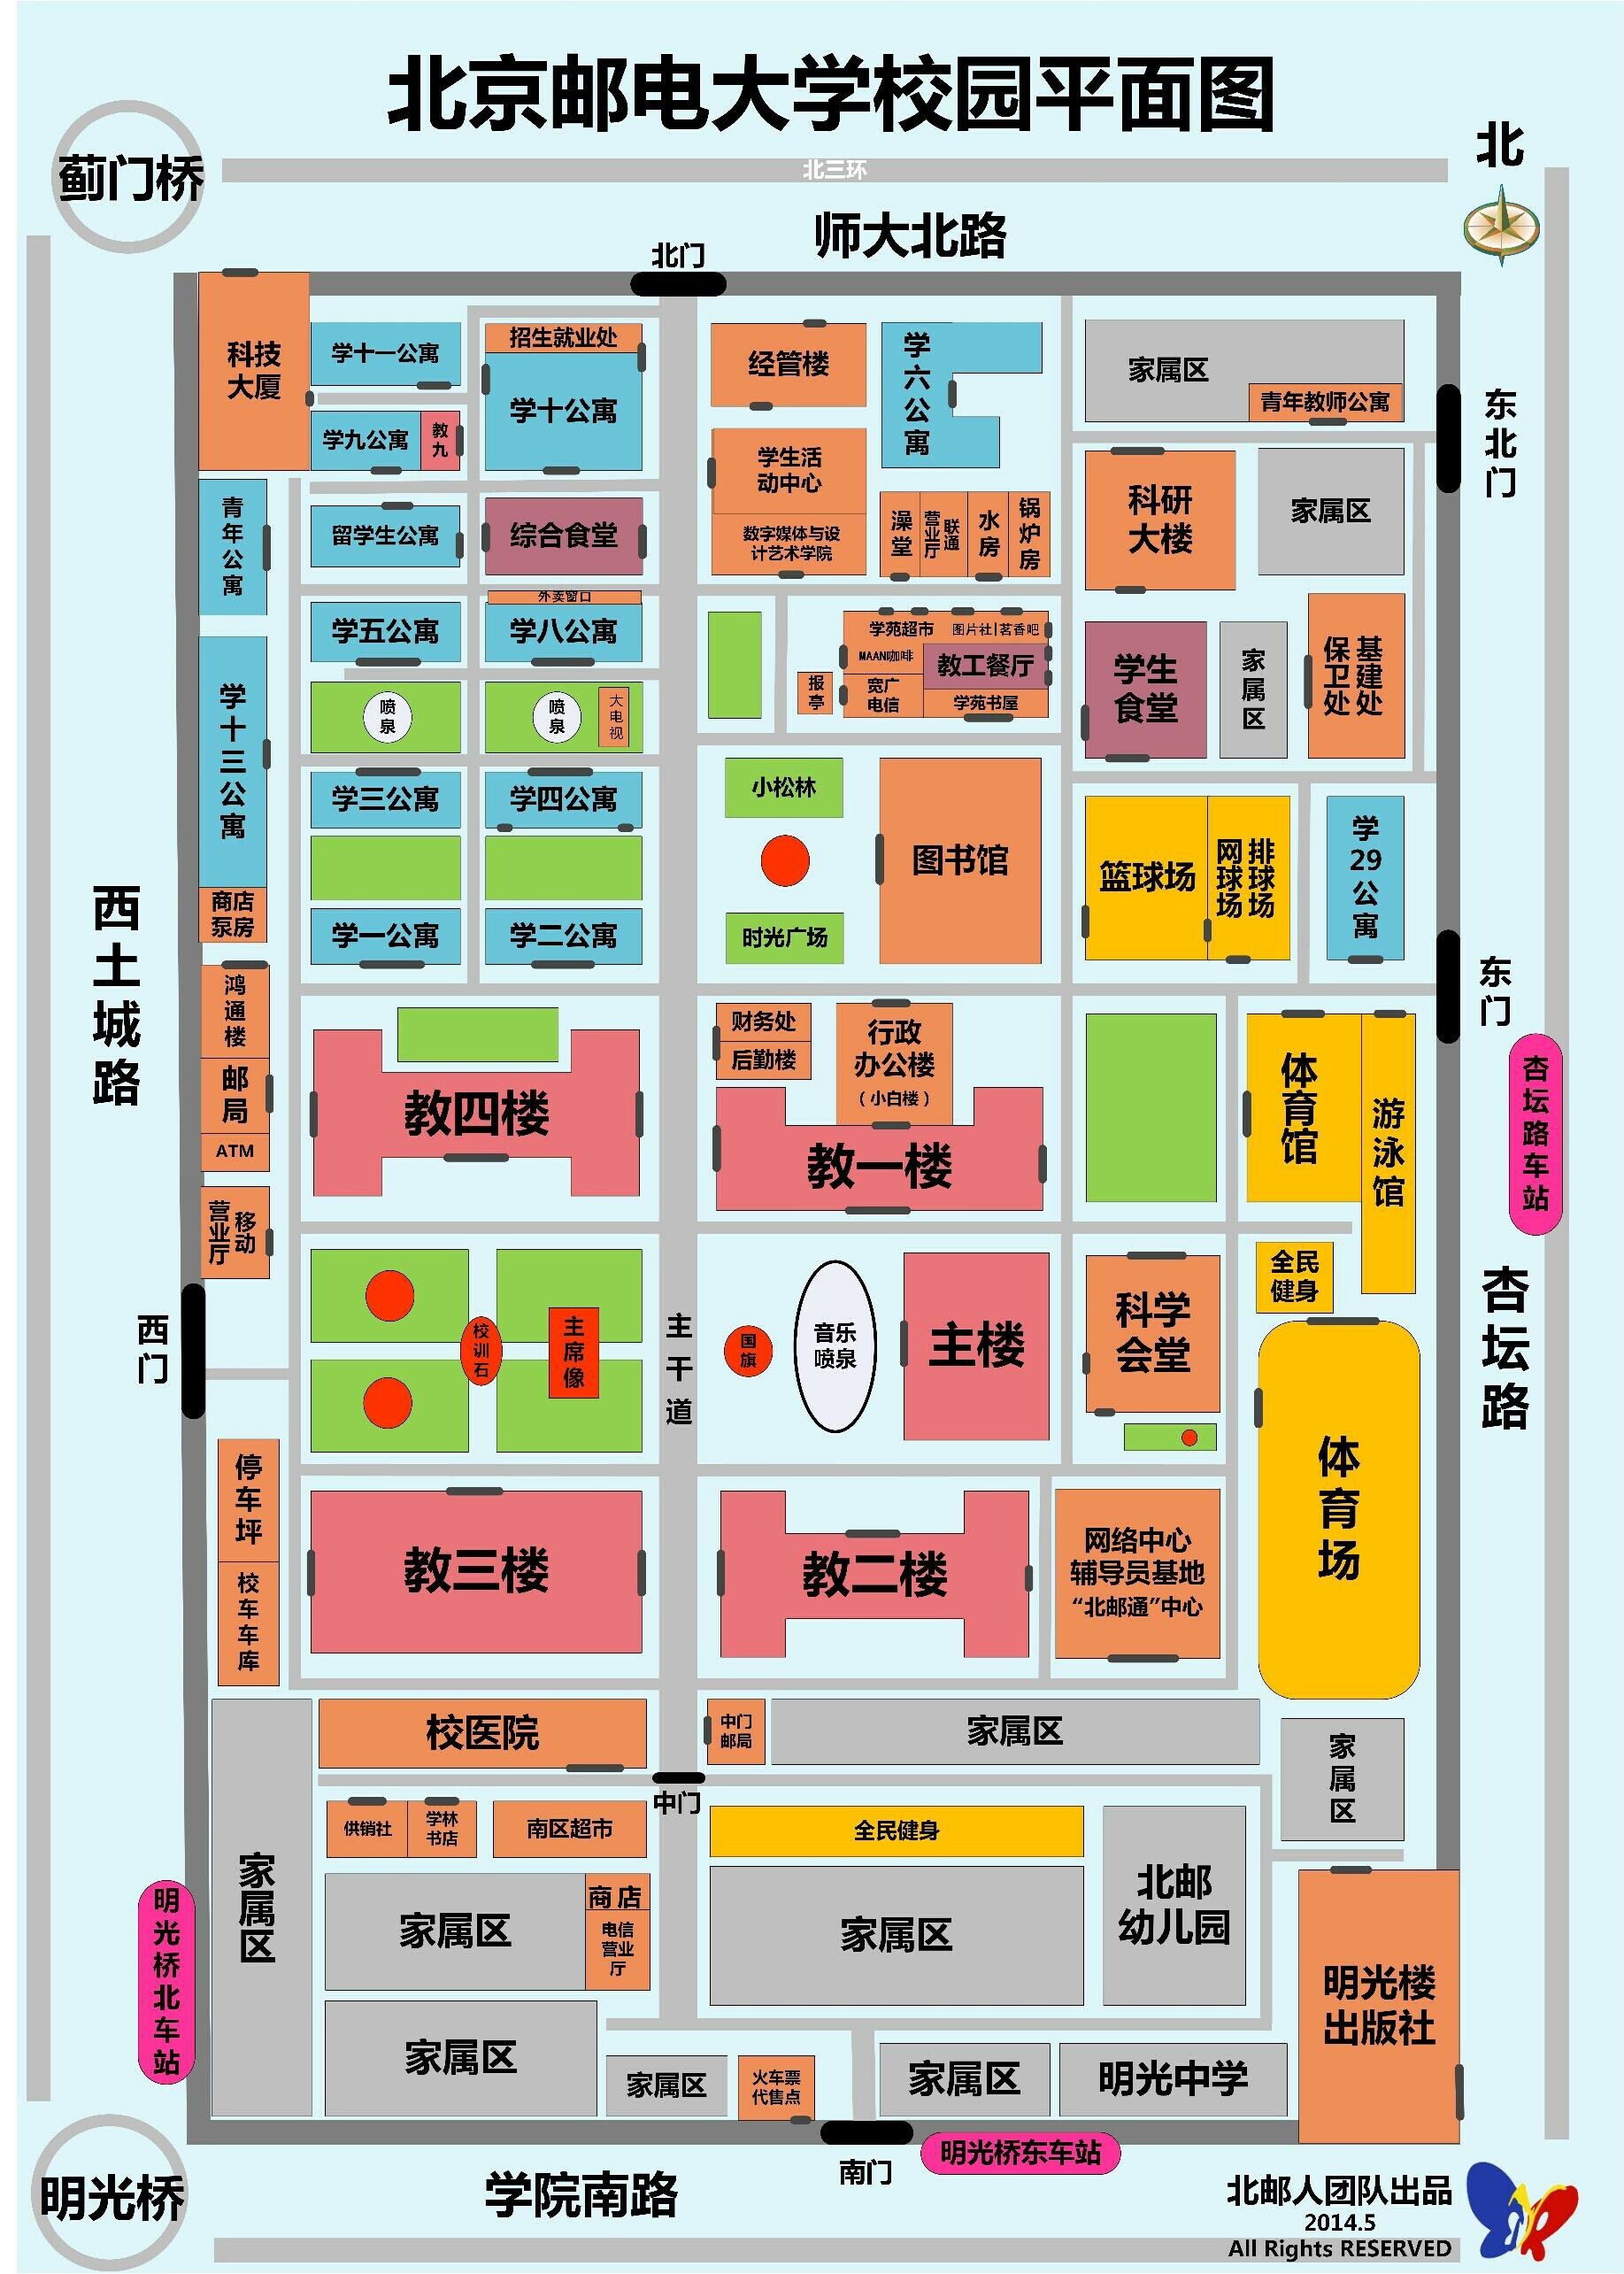 北京邮电大学校园平面图
蓟门桥
北三环
北
师大北路
北门
科技
大厦
学十一公寓
招生就业处
学十公寓
学九公寓
教九
经管楼
学六公寓
家属区
青年教师公寓
东北门
学生活
动中心
数字媒体与设
计艺术学院
澡堂
联通
营业厅
水房
锅炉房
科研
大楼
家属区
青年公寓
留学生公寓
综合食堂
外卖窗口
学五公寓
学八公寓
学苑超市
图片社|茗香吧
MAAN咖啡
教工餐厅
宽广
电信
学苑书屋
报亭
学生
食堂
家属区
基建处
保卫处
学十三公寓
喷泉
喷泉
大电视
学三公寓
学四公寓
小松林
图书馆
篮球场
排球场
网球场
学29公寓
商店
泵房
学一公寓
学二公寓
时光广场
西土城路
东门
鸿通楼
邮局
ATM
移动
营业厅
教四楼
财务处
后勤楼
行政
办公楼
（小白楼）
教一楼
体育馆
游泳馆
杏坛路车站
西门
校训石
主席像
主干道
国旗
音乐
喷泉
主楼
科学
会堂
全民
健身
杏坛路
体育场
停车坪
校车车库
教三楼
教二楼
网络中心
辅导员基地
“北邮通”中心
校医院
中门
邮局
家属区
家属区
中门
供销社
学林
书店
南区超市
全民健身
家属区
家属区
商店
电信
营业
厅
家属区
北邮
幼儿园
明光楼
出版社
明光桥北车站
家属区
家属区
火车票
代售点
家属区
明光中学
南门
明光桥东车站
明光桥
学院南路
北邮人团队出品
2014.5
All Rights RESERVED